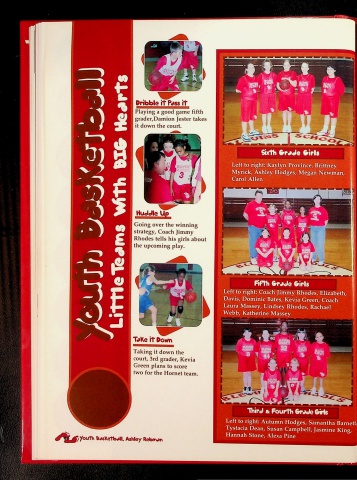 Youth Basketball
Little Teams With BIG Hearts
Dribble it Pass it
Playing a good game fifth
grader,Damion Jester takes
it down the court.
Huddle Up
Going over the winning
strategy, Coach Jimmy
Rhodes tells his girls about
the upcoming play.
Take it Down
Taking it down the
court, 3rd grader, Kevia
Green plans to score
two for the Hornet team.
Youth Basketball, Ashley
Sixth Grade Girls
Left to right: Kaylyn Province, Brittney
Myrick, Ashley Hodges, Megan Newman,
Carol Allen
Fifth Grade Girls
Left to right: Coach Jimmy Rhodes, Elizabeth,
Davis, Dominic Bates, Kevia Green, Coach
Laura Massey, Lindsey Rhodes, Rachael
Webb, Katherine Massey
Third & Fourth Grade Girls
Left to right: Autumn Hodges, Samantha Barnett,
Tystacia Dean, Susan Campbell, Jasmine King,
Hannah Stone, Alexa Pine